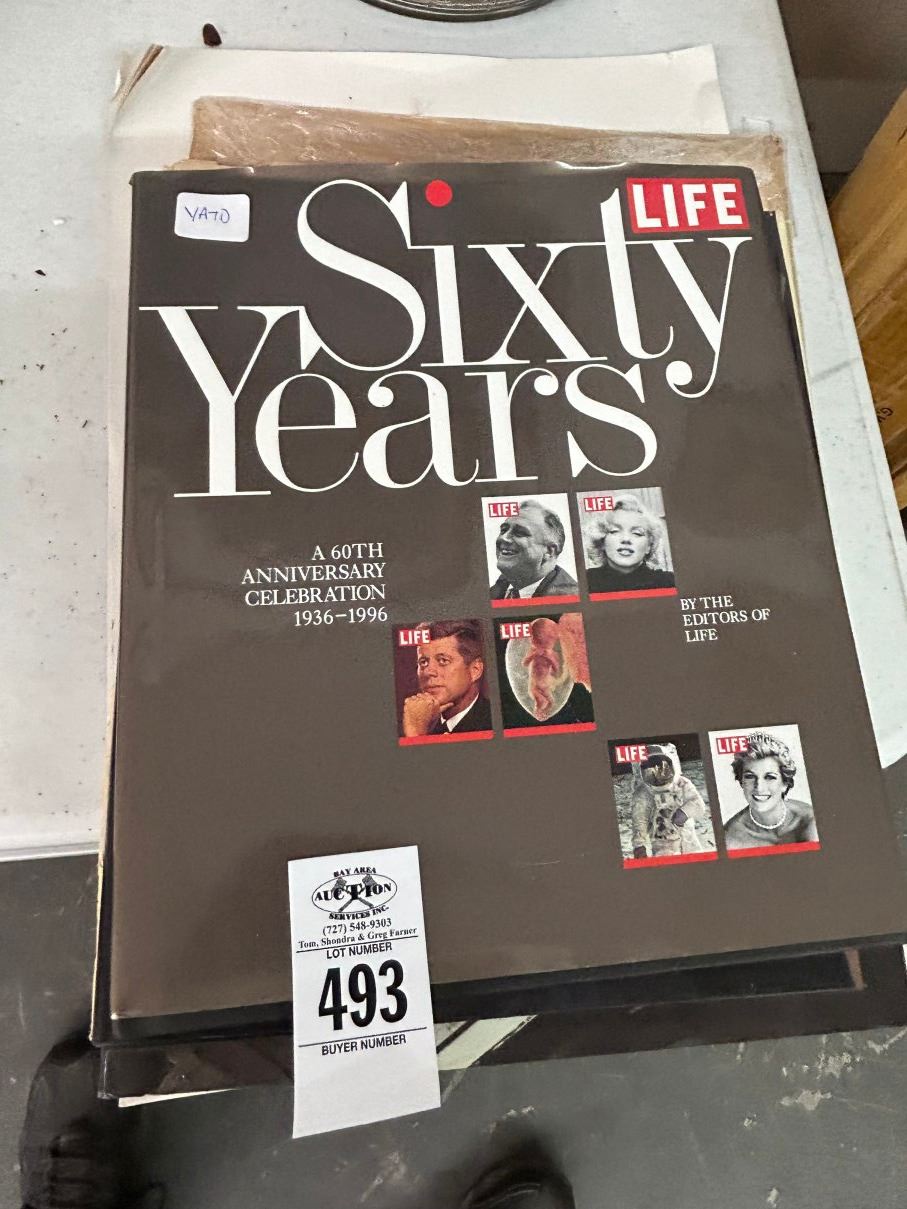 VATD
LIFE
Sixty
Years
A 60TH
ANNIVERSARY
CELEBRATION
1936–1996
LIFE
LIFE
BY THE
EDITORS OF
LIFE
LIFE
LIFE
LIFE
LIFE
BAY AREA
AUCTION
SERVICES INC.
(727) 548-9303
Tom, Shondra & Greg Farner
LOT NUMBER
493
BUYER NUMBER